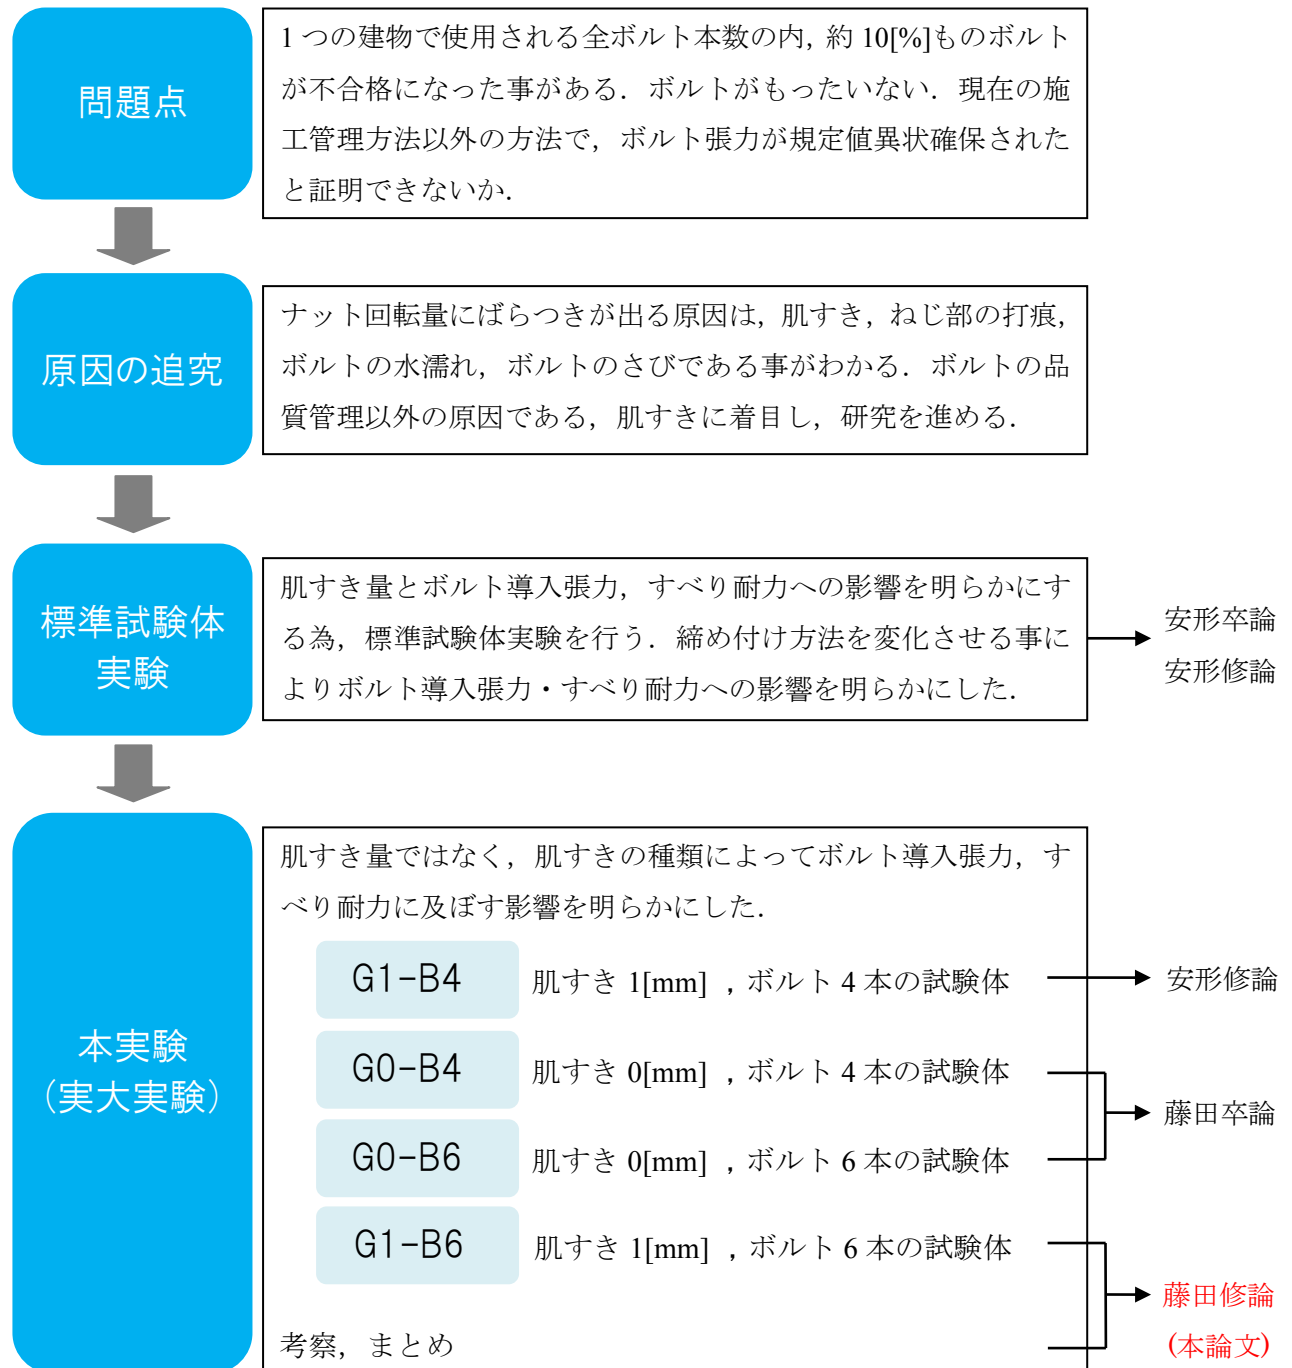 問題点
1 つの建物で使用される全ボルト本数の内，約 10[%]ものボルト
が不合格になった事がある．ボルトがもったいない．現在の施
工管理方法以外の方法で，ボルト張力が規定値異状確保された
と証明できないか．
原因の追究
ナット回転量にばらつきが出る原因は，肌すき，ねじ部の打痕，
ボルトの水濡れ，ボルトのさびである事がわかる．ボルトの品
質管理以外の原因である，肌すきに着目し，研究を進める．
標準試験体
実験
肌すき量とボルト導入張力，すべり耐力への影響を明らかにす
る為，標準試験体実験を行う．締め付け方法を変化させる事に
よりボルト導入張力・すべり耐力への影響を明らかにした．
安形卒論
安形修論
本実験
（実大実験）
肌すき量ではなく，肌すきの種類によってボルト導入張力，す
べり耐力に及ぼす影響を明らかにした．
G1-B4 肌すき 1[mm] ，ボルト 4 本の試験体
安形修論
G0-B4 肌すき 0[mm] ，ボルト 4 本の試験体
藤田卒論
G0-B6 肌すき 0[mm] ，ボルト 6 本の試験体
G1-B6 肌すき 1[mm] ，ボルト 6 本の試験体
藤田修論
(本論文)
考察，まとめ